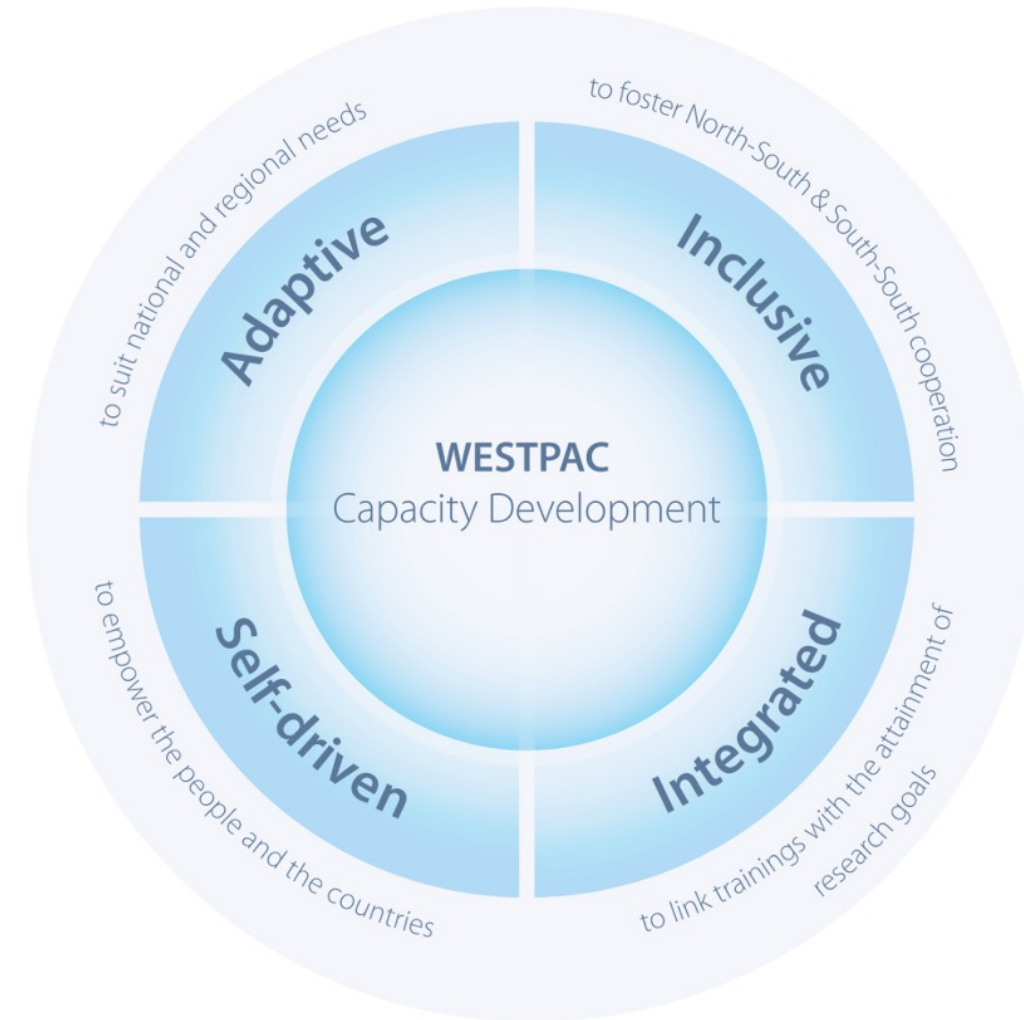 to suit national and regional needs
Adaptive
to foster North-South & South-South cooperation
Inclusive
WESTPAC
Capacity Development
Self-driven
to empower the people and the countries
Integrated
to link trainings with the attainment of
research goals